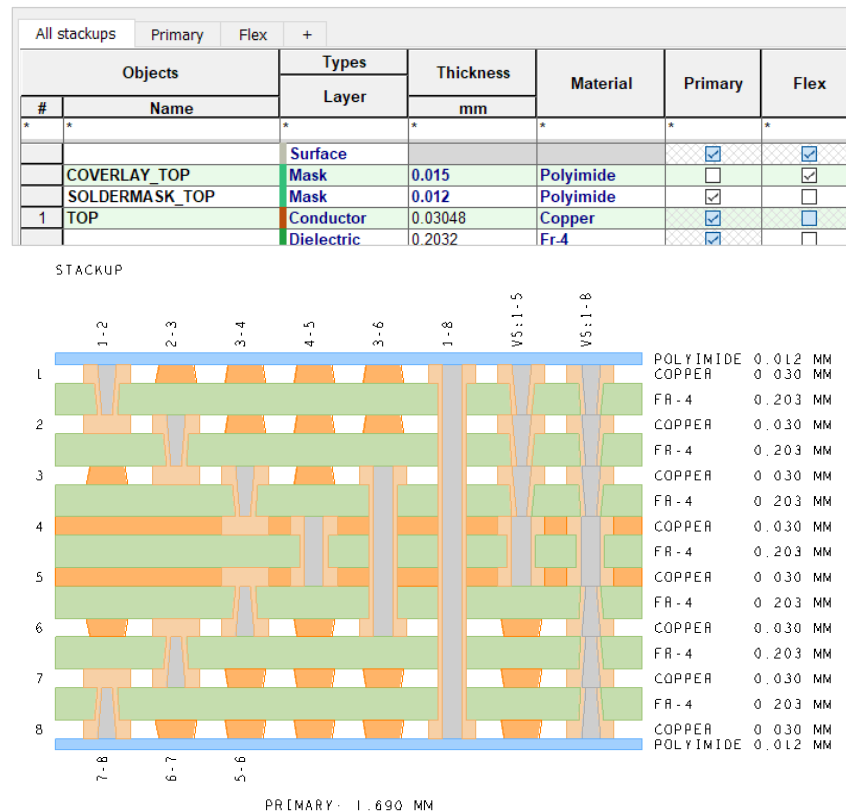 All stackups Primary Flex +
Objects Types Thickness Material Primary Flex
# Name Layer mm
* * * * * * *
Surface
COVERLAY_TOP Mask 0.015 Polyimide
SOLDERMASK_TOP Mask 0.012 Polyimide
1 TOP Conductor 0.03048 Copper
Dielectric 0.2032 Fr-4
STACKUP
1-2 2-3 3-4 4-5 3-6 1-8 VS:1-5 VS:1-8
POLYIMIDE 0.012 MM
1 COPPER 0.030 MM
FR-4 0.203 MM
2 COPPER 0.030 MM
FR-4 0.203 MM
3 COPPER 0.030 MM
FR-4 0.203 MM
4 COPPER 0.030 MM
FR-4 0.203 MM
5 COPPER 0.030 MM
FR-4 0.203 MM
6 COPPER 0.030 MM
FR-4 0.203 MM
7 COPPER 0.030 MM
FR-4 0.203 MM
8 COPPER 0.030 MM
POLYIMIDE 0.012 MM
7-8 6-7 5-6
PRIMARY: 1.690 MM